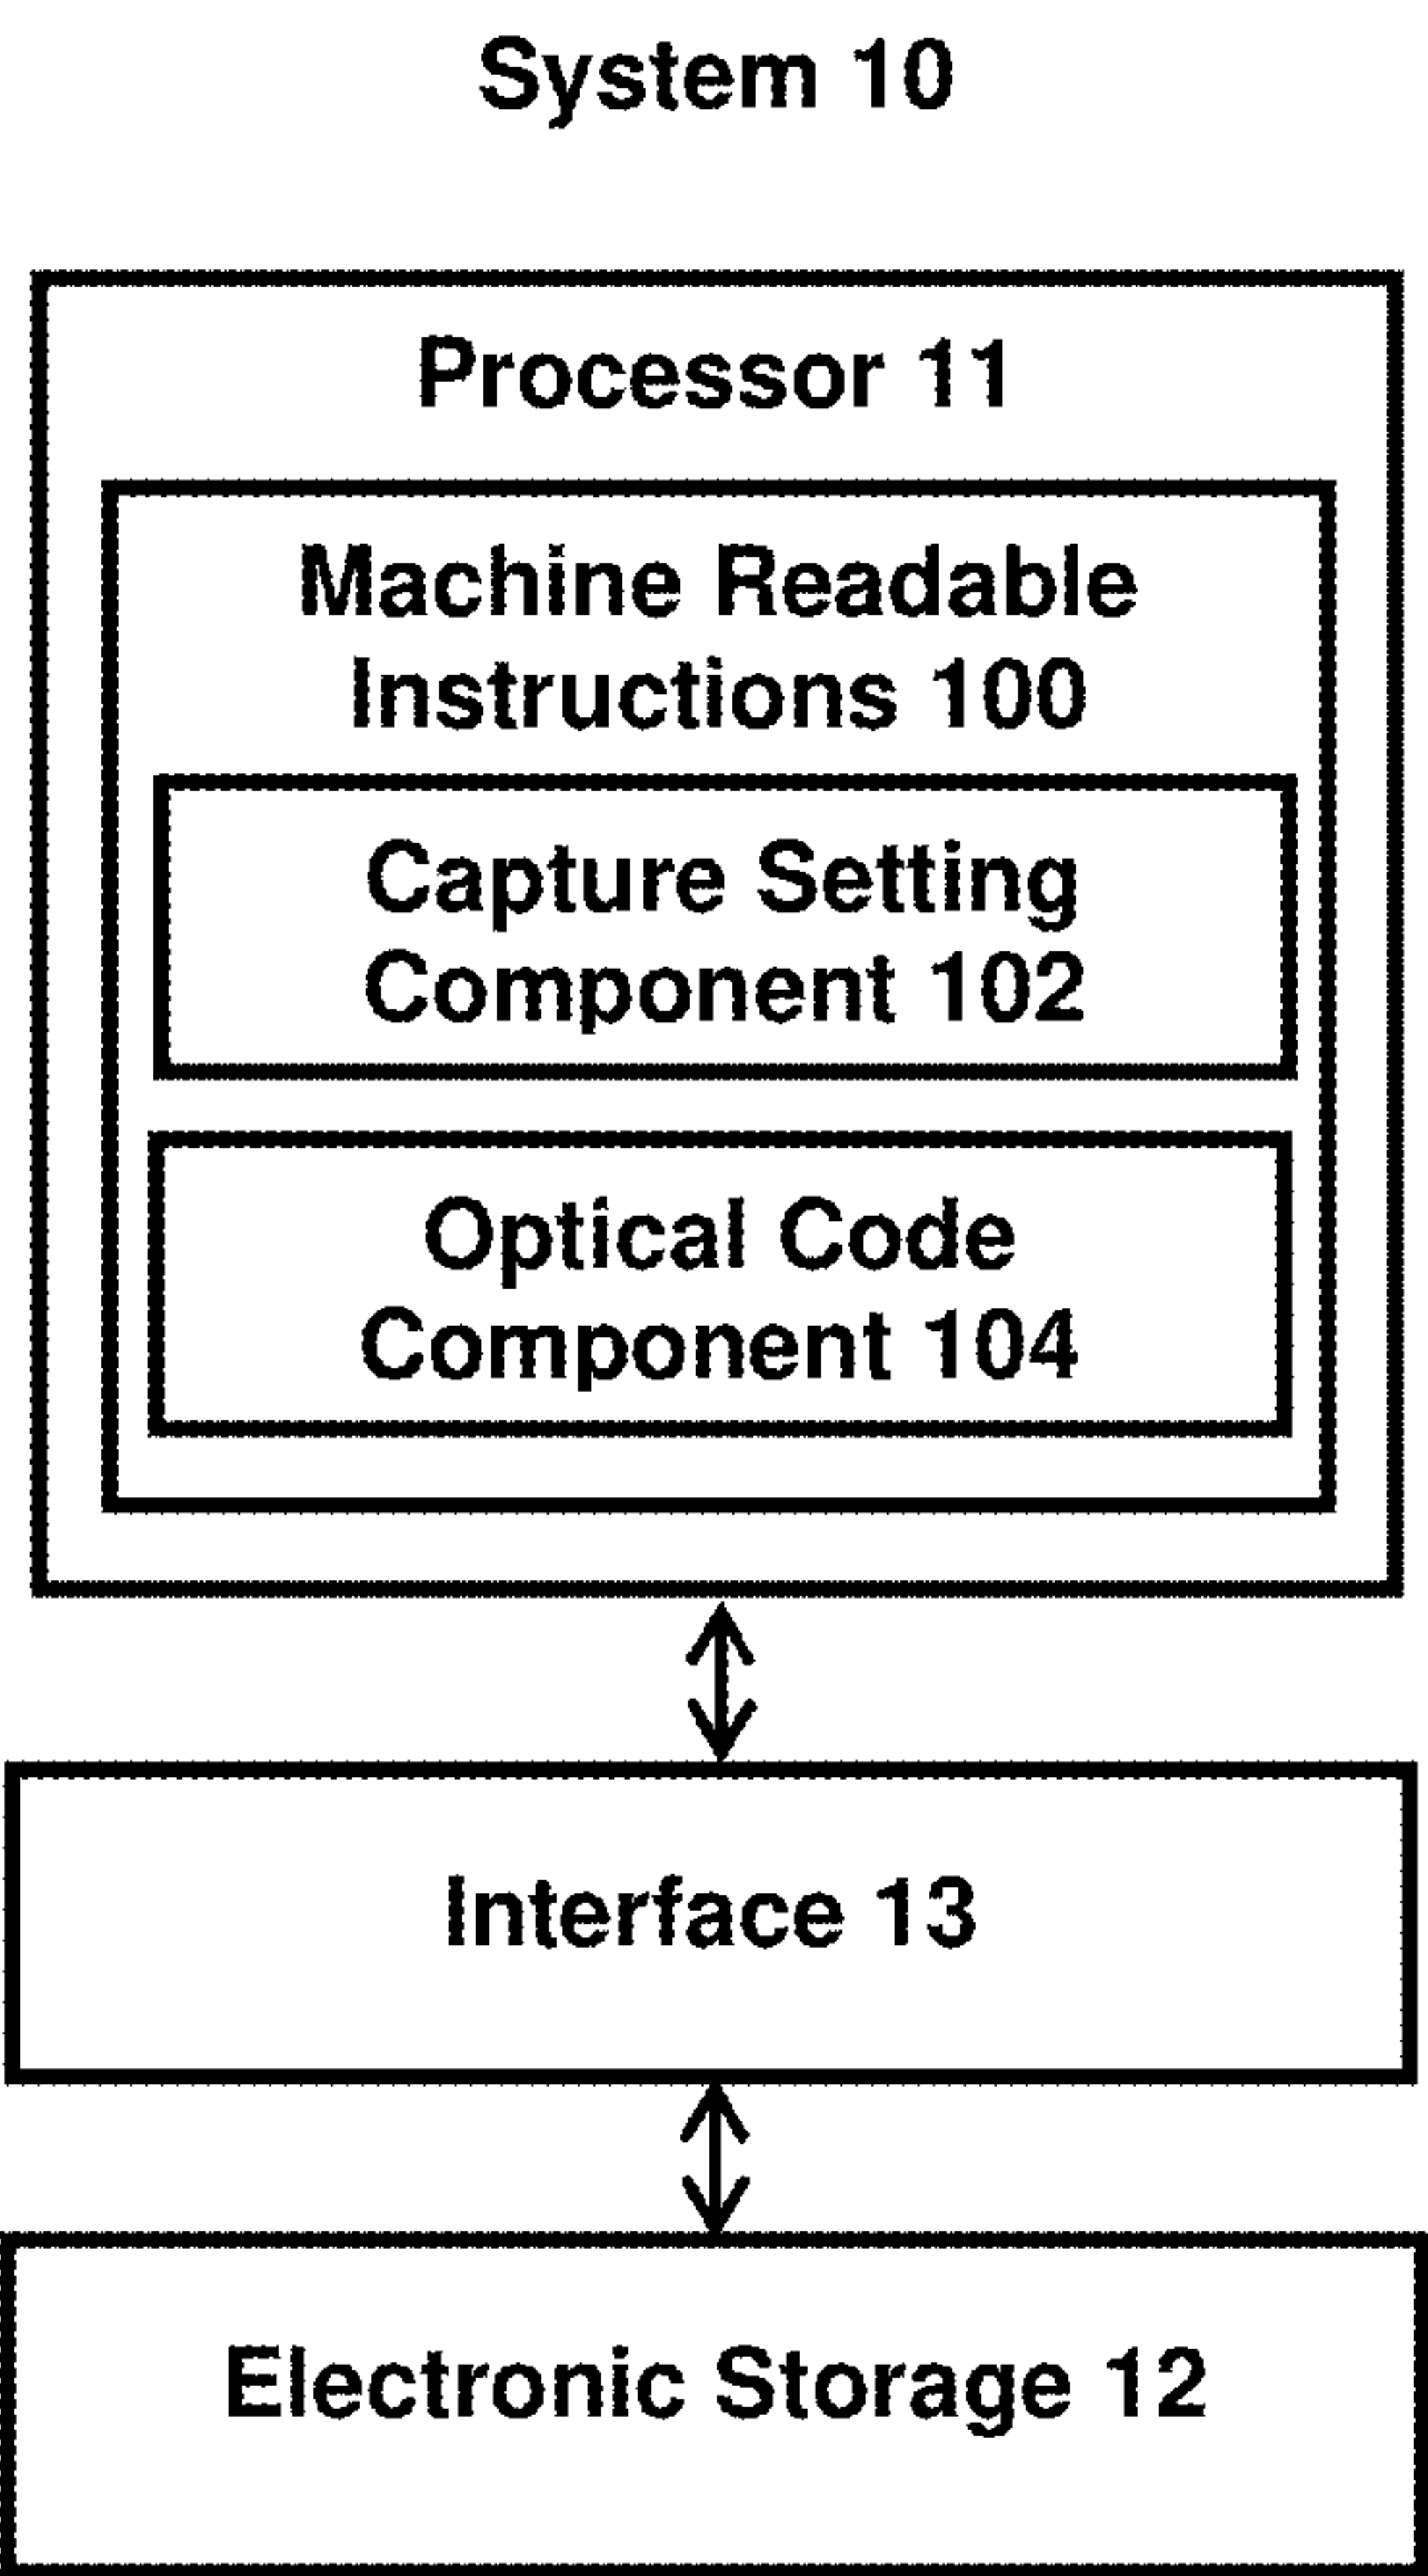 System 10
Processor 11
Machine Readable
Instructions 100
Capture Setting
Component 102
Optical Code
Component 104
Interface 13
Electronic Storage 12